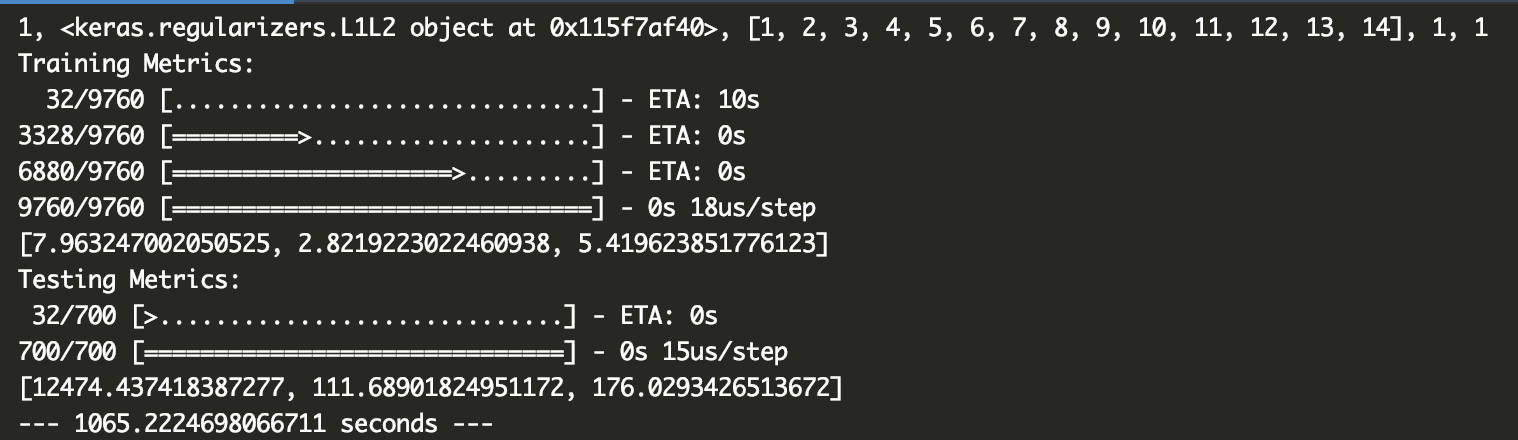 1, <keras.regularizers.L1L2 object at 0x115f7af40>, [1, 2, 3, 4, 5, 6, 7, 8, 9, 10, 11, 12, 13, 14], 1, 1
Training Metrics:
  32/9760 [..............................] - ETA: 10s
3328/9760 [=========>....................] - ETA: 0s
6880/9760 [====================>.........] - ETA: 0s
9760/9760 [==============================] - 0s 18us/step
[7.963247002050525, 2.8219223022460938, 5.419623851776123]
Testing Metrics:
 32/700 [>.............................] - ETA: 0s
700/700 [==============================] - 0s 15us/step
[12474.437418387277, 111.68901824951172, 176.0293426513672]
--- 1065.2224698066711 seconds ---